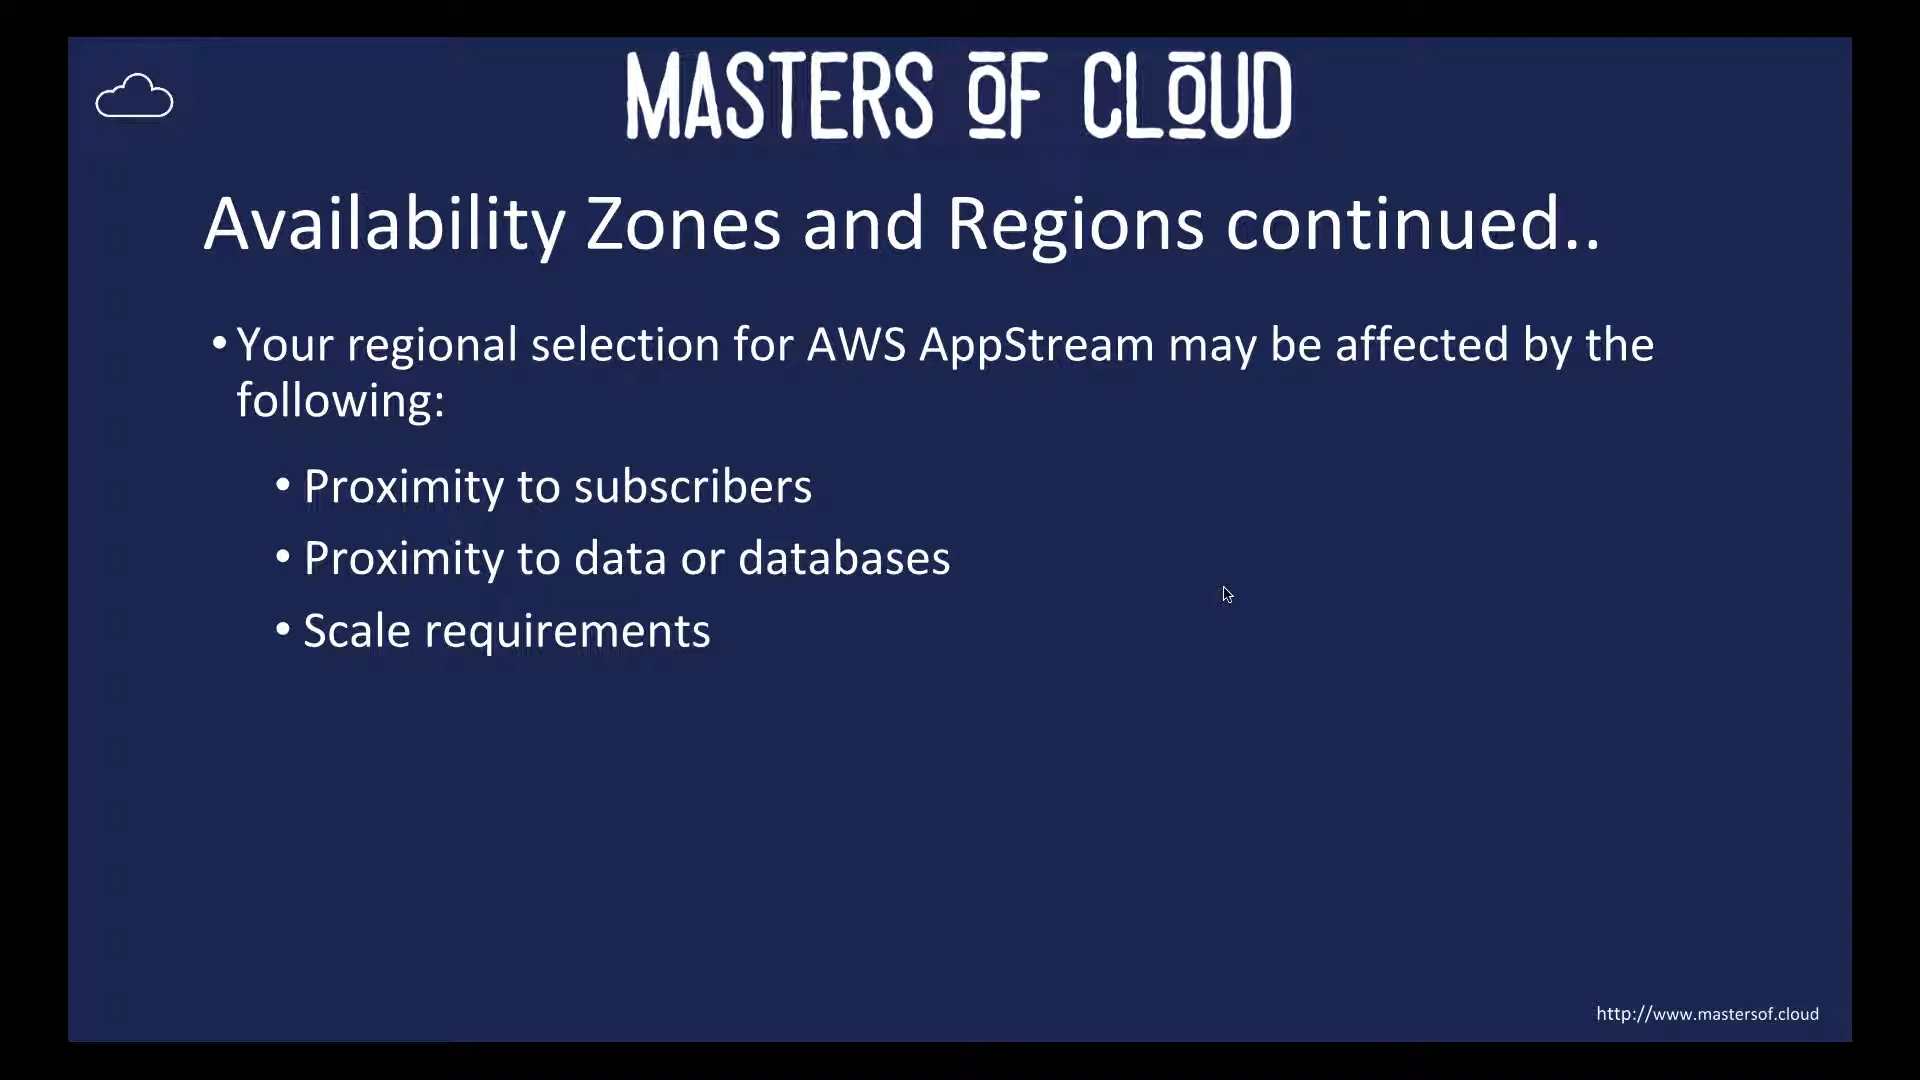 MASTERS OF CLOUD
Availability Zones and Regions continued..
• Your regional selection for AWS AppStream may be affected by the
following:
• Proximity to subscribers
• Proximity to data or databases
• Scale requirements
http://www.mastersof.cloud